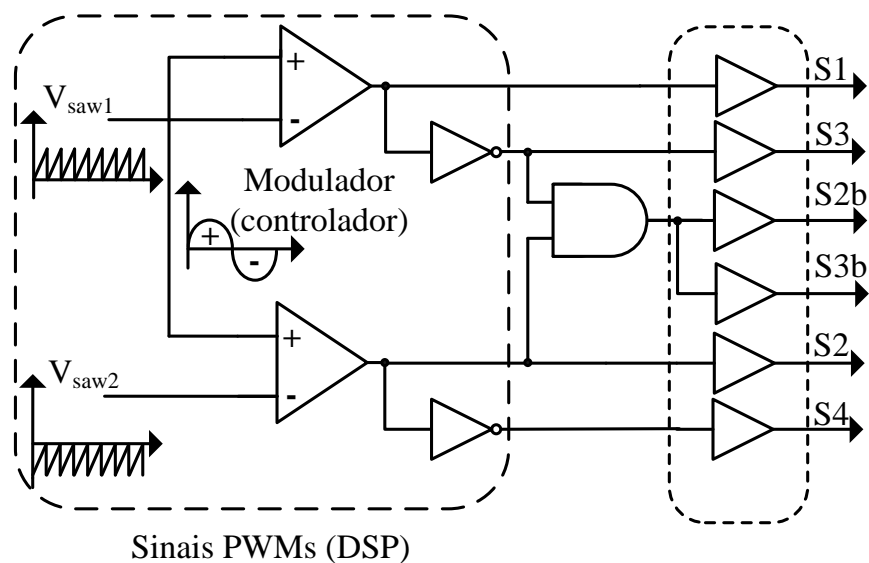 V_saw1
+
-
Modulador
(controlador)
+
-
V_saw2
+
-
S1
S3
S2b
S3b
S2
S4
Sinais PWMs (DSP)